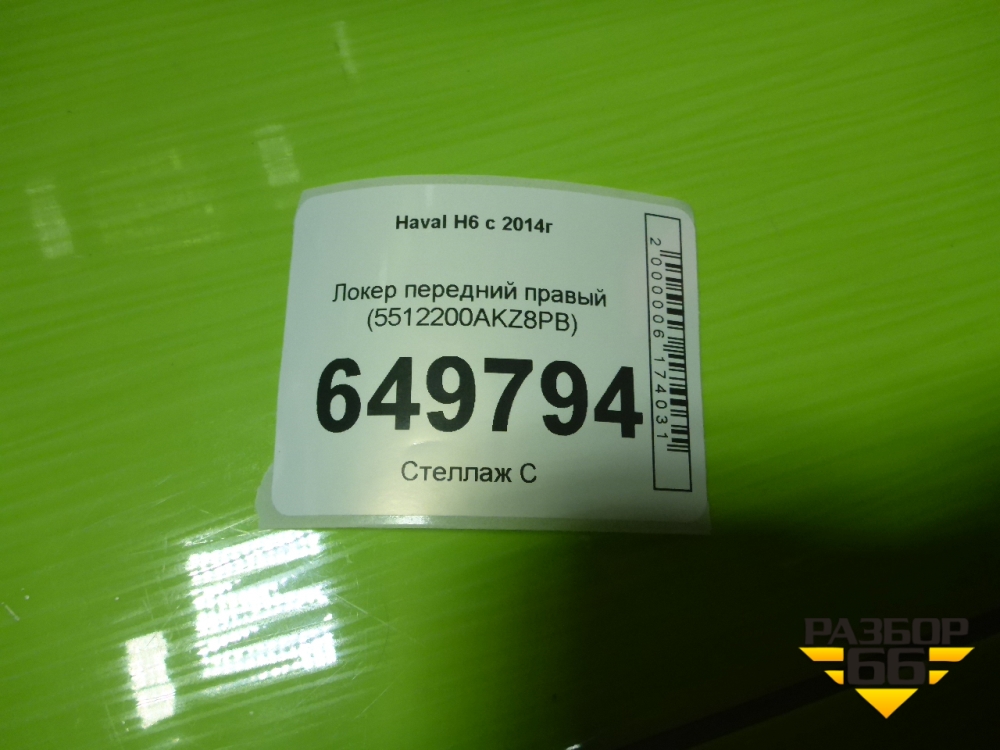 Haval H6 с 2014г
Локер передний правый
(5512200AKZ8PB)
649794
Стеллаж С
2000006174031
РАЗБОР
66